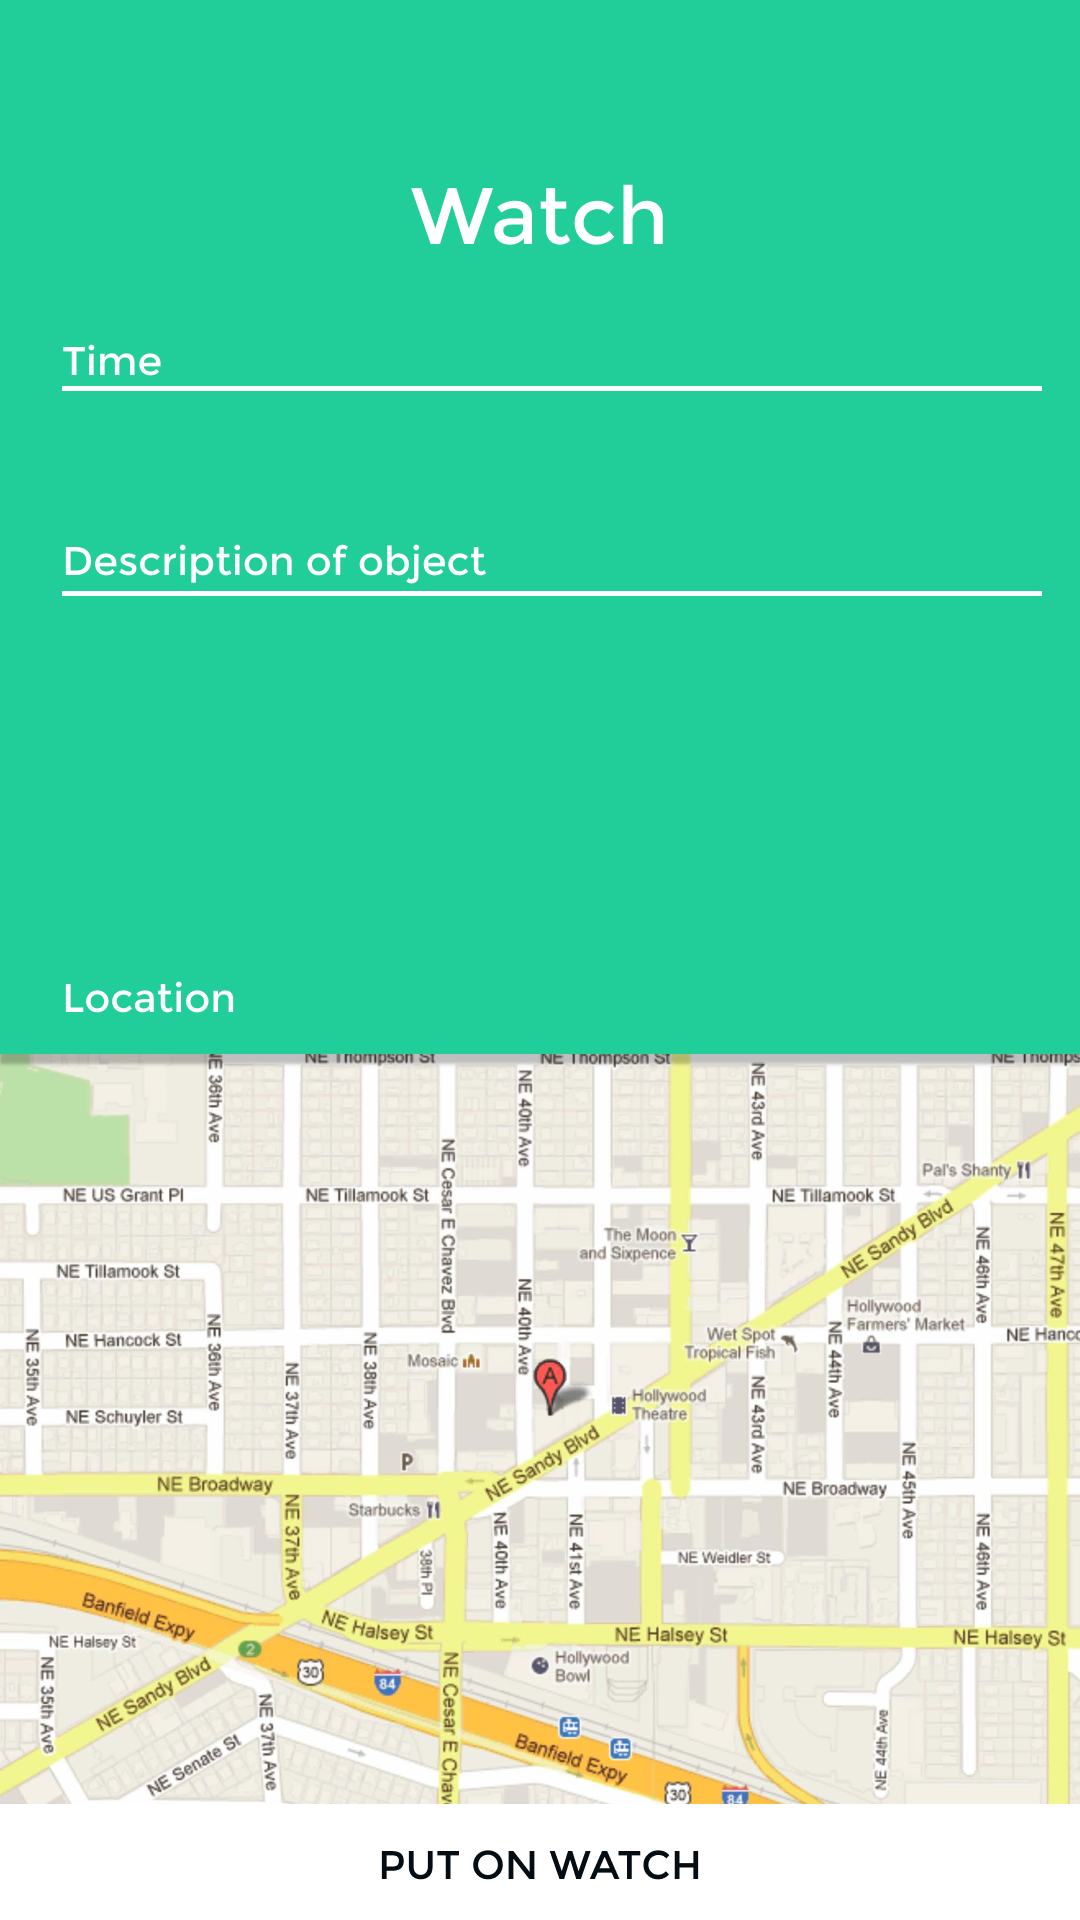 Watch
Time
Description of object
Location
NE Thompson St
NE Thompson St
NE Thomps
NE 36th Ave
NE 40th Ave
NE 43rd Ave
Pal's Shanty
NE US Grant Pl
NE Tillamook St
NE Tillamook St
NE Cesar E Chavez Blvd
The Moon
and Sixpence
NE Sandy Blvd
NE 46th Ave
NE 47th Ave
NE Tillamook St
NE 40th Ave
Hollywood
Farmers' Market
NE Hancock St
NE 35th Ave
NE 36th Ave
NE 38th Ave
NE 37th Ave
Mosaic
A
Wet Spot
Tropical Fish
NE 44th Ave
NE Hanco
NE 43rd Ave
Hollywood
Theatre
NE Schuyler St
P
NE Sandy Blvd
NE 45th Ave
NE Broadway
NE Broadway
Starbucks
NE 37th Ave
38th Pl
NE 40th Ave
NE 41st Ave
NE 46th Ave
NE Weidler St
Banfield Expy
NE Halsey St
NE Halsey St
NE Halsey St
NE Halsey St
2
30
84
NE 35th Ave
NE Sandy Blvd
NE 37th Ave
NE Cesar E Chav
Hollywood
Bowl
NE Senate St
Banfield Expy
30
84
NE 44th Ave
PUT ON WATCH